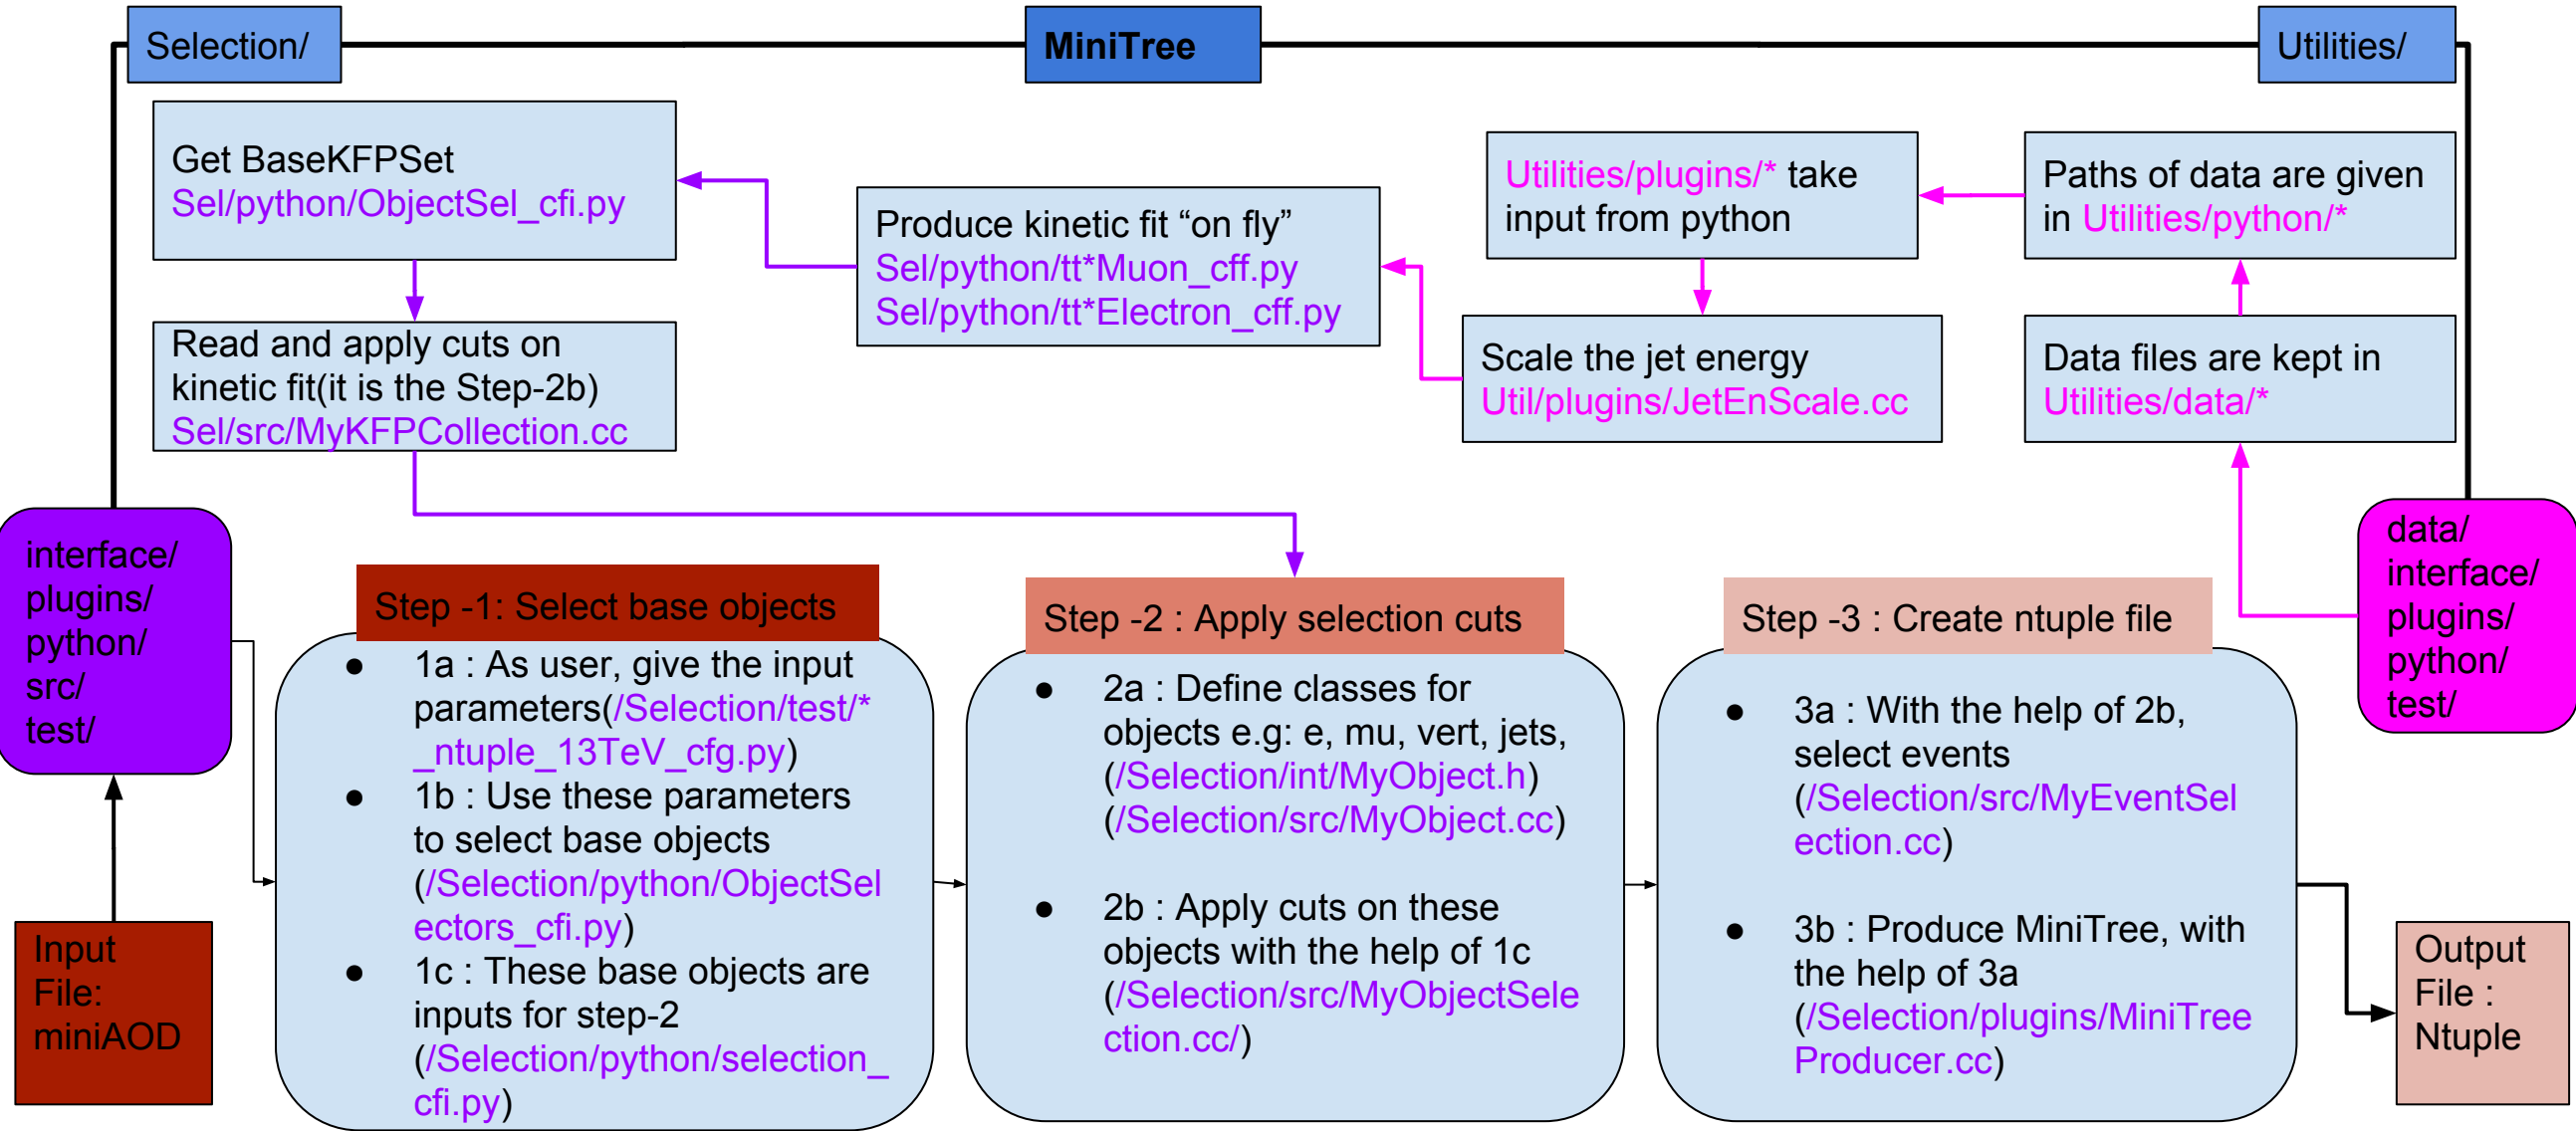 Selection/
MiniTree
Utilities/
Get BaseKFPSet
Sel/python/ObjectSel_cfi.py
Read and apply cuts on
kinetic fit(it is the Step-2b)
Sel/src/MyKFPCollection.cc
Produce kinetic fit “on fly”
Sel/python/tt*Muon_cff.py
Sel/python/tt*Electron_cff.py
Utilities/plugins/* take
input from python
Scale the jet energy
Util/plugins/JetEnScale.cc
Paths of data are given
in Utilities/python/*
Data files are kept in
Utilities/data/*
interface/
plugins/
python/
src/
test/
data/
interface/
plugins/
python/
test/
Input
File:
miniAOD
Step -1: Select base objects
● 1a : As user, give the input
parameters(/Selection/test/*
_ntuple_13TeV_cfg.py)
● 1b : Use these parameters
to select base objects
(/Selection/python/ObjectSel
ectors_cfi.py)
● 1c : These base objects are
inputs for step-2
(/Selection/python/selection_
cfi.py)
Step -2 : Apply selection cuts
● 2a : Define classes for
objects e.g: e, mu, vert, jets,
(/Selection/int/MyObject.h)
(/Selection/src/MyObject.cc)
● 2b : Apply cuts on these
objects with the help of 1c
(/Selection/src/MyObjectSele
ction.cc/)
Step -3 : Create ntuple file
● 3a : With the help of 2b,
select events
(/Selection/src/MyEventSel
ection.cc)
● 3b : Produce MiniTree, with
the help of 3a
(/Selection/plugins/MiniTree
Producer.cc)
Output
File :
Ntuple